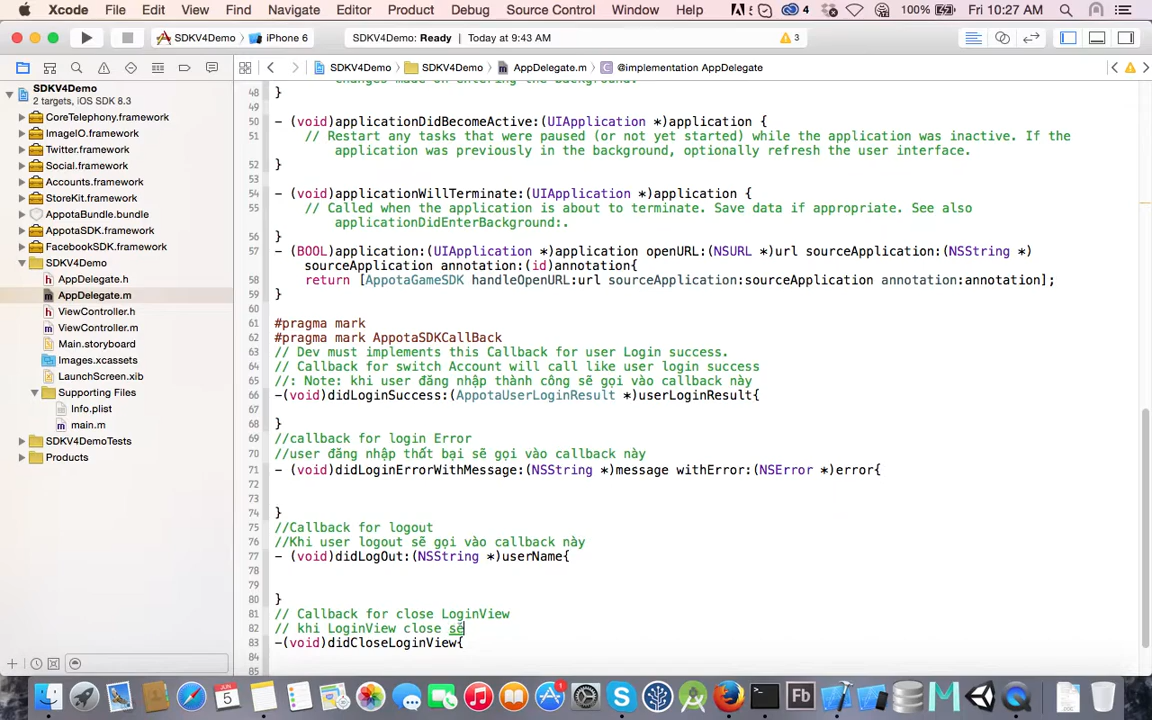 Xcode File Edit View Find Navigate Editor Product Debug Source Control Window Help 4 100% Fri 10:27 AM
SDKV4Demo iPhone 6 SDKV4Demo: Ready Today at 9:43 AM 3
SDKV4Demo SDKV4Demo AppDelegate.m @implementation AppDelegate
SDKV4Demo
2 targets, iOS SDK 8.3
CoreTelephony.framework
ImageIO.framework
Twitter.framework
Social.framework
Accounts.framework
StoreKit.framework
AppotaBundle.bundle
AppotaSDK.framework
FacebookSDK.framework
SDKV4Demo
AppDelegate.h
AppDelegate.m
ViewController.h
ViewController.m
Main.storyboard
Images.xcassets
LaunchScreen.xib
Supporting Files
Info.plist
main.m
SDKV4DemoTests
Products
changes made on entering the background.
48 }
49
50 - (void)applicationDidBecomeActive:(UIApplication *)application {
51 // Restart any tasks that were paused (or not yet started) while the application was inactive. If the
application was previously in the background, optionally refresh the user interface.
52 }
53
54 - (void)applicationWillTerminate:(UIApplication *)application {
55 // Called when the application is about to terminate. Save data if appropriate. See also
applicationDidEnterBackground:.
56 }
57 - (BOOL)application:(UIApplication *)application openURL:(NSURL *)url sourceApplication:(NSString *)
sourceApplication annotation:(id)annotation{
58 return [AppotaGameSDK handleOpenURL:url sourceApplication:sourceApplication annotation:annotation];
59 }
60
61 #pragma mark
62 #pragma mark AppotaSDKCallBack
63 // Dev must implements this Callback for user Login success.
64 // Callback for switch Account will call like user login success
65 //: Note: khi user đăng nhập thành công sẽ gọi vào callback này
66 -(void)didLoginSuccess:(AppotaUserLoginResult *)userLoginResult{
67
68 }
69 //callback for login Error
70 //user đăng nhập thất bại sẽ gọi vào callback này
71 - (void)didLoginErrorWithMessage:(NSString *)message withError:(NSError *)error{
72
73
74 }
75 //Callback for logout
76 //Khi user logout sẽ gọi vào callback này
77 - (void)didLogOut:(NSString *)userName{
78
79
80 }
81 // Callback for close LoginView
82 // khi LoginView close sẽ
83 -(void)didCloseLoginView{
84
85
FRI 5 1 Fb DOC